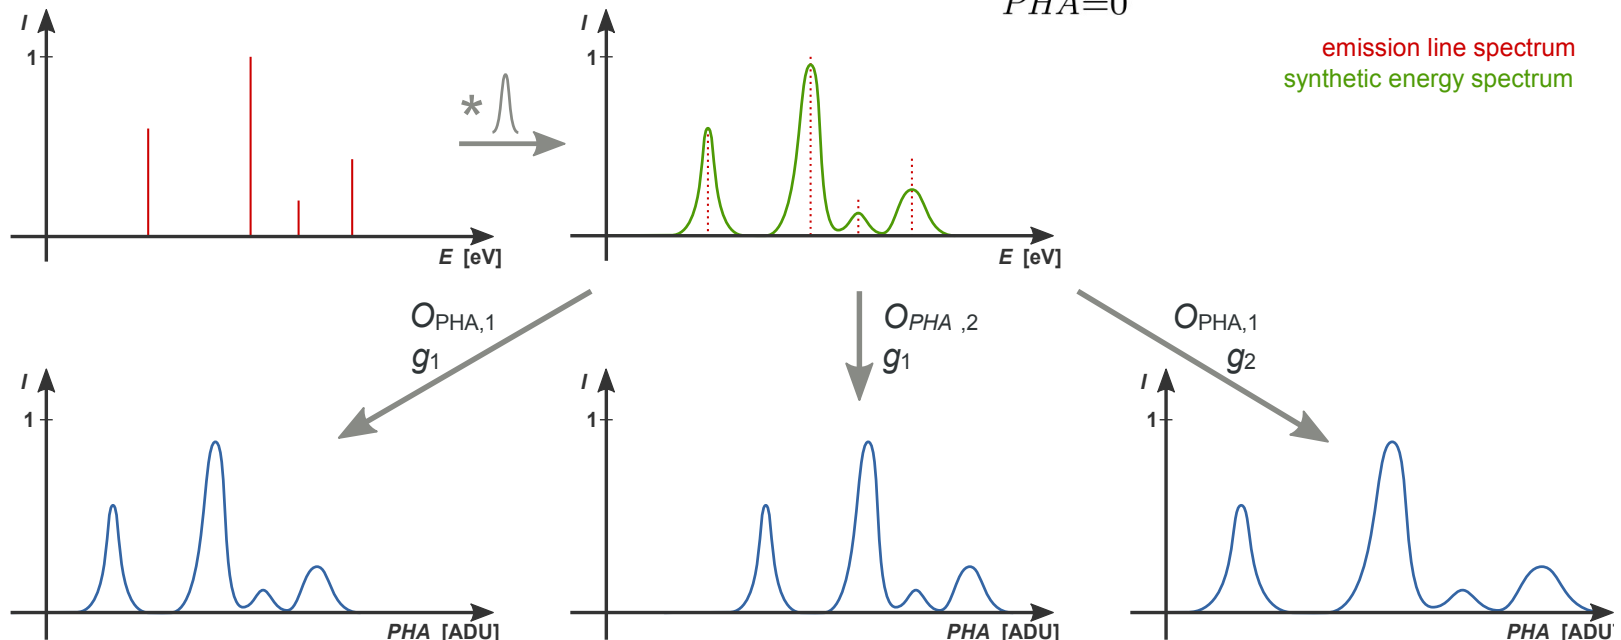 PHA=0
I
1
E [eV]
*
I
1
E [eV]
emission line spectrum
synthetic energy spectrum
OPHA,1
g1
OPHA ,2
g1
OPHA,1
g2
I
1
PHA [ADU]
I
1
PHA [ADU]
I
1
PHA [ADU]